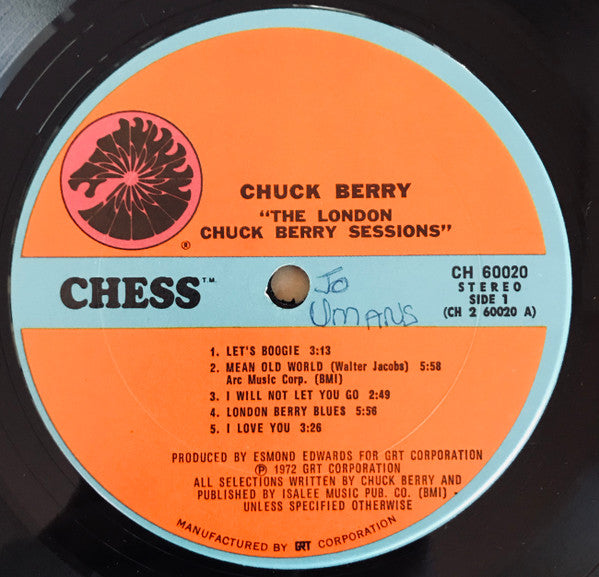 CHUCK BERRY
"THE LONDON
CHUCK BERRY SESSIONS"
®
CHESS™
CH 60020
STEREO
SIDE 1
(CH 2 60020 A)
Jo
UMANS
1. LET'S BOOGIE 3:13
2. MEAN OLD WORLD (Walter Jacobs) 5:58
Arc Music Corp. (BMI)
3. I WILL NOT LET YOU GO 2:49
4. LONDON BERRY BLUES 5:56
5. I LOVE YOU 3:26
PRODUCED BY ESMOND EDWARDS FOR GRT CORPORATION
℗ 1972 GRT CORPORATION
ALL SELECTIONS WRITTEN BY CHUCK BERRY AND
PUBLISHED BY ISALEE MUSIC PUB. CO. (BMI) -
UNLESS SPECIFIED OTHERWISE
MANUFACTURED BY GRT CORPORATION